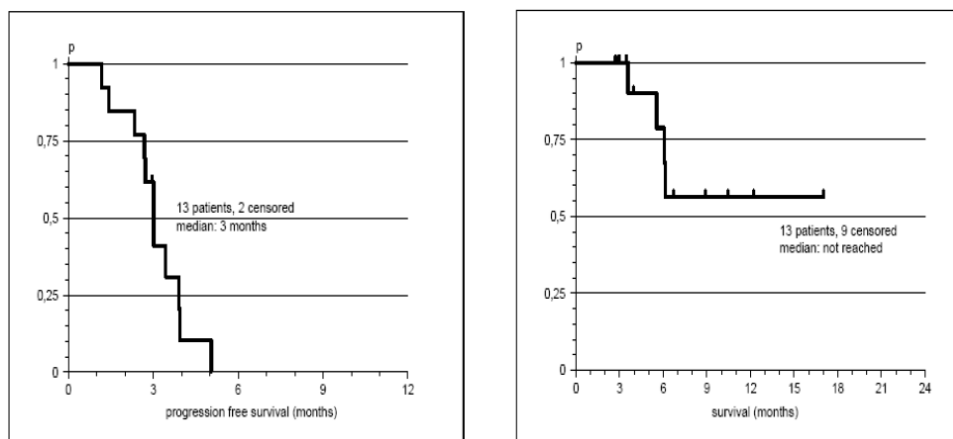 p
1
0,75
0,5
0,25
0
13 patients, 2 censored
median: 3 months
0 3 6 9 12
progression free survival (months)
p
1
0,75
0,5
0,25
0
13 patients, 9 censored
median: not reached
0 3 6 9 12 15 18 21 24
survival (months)